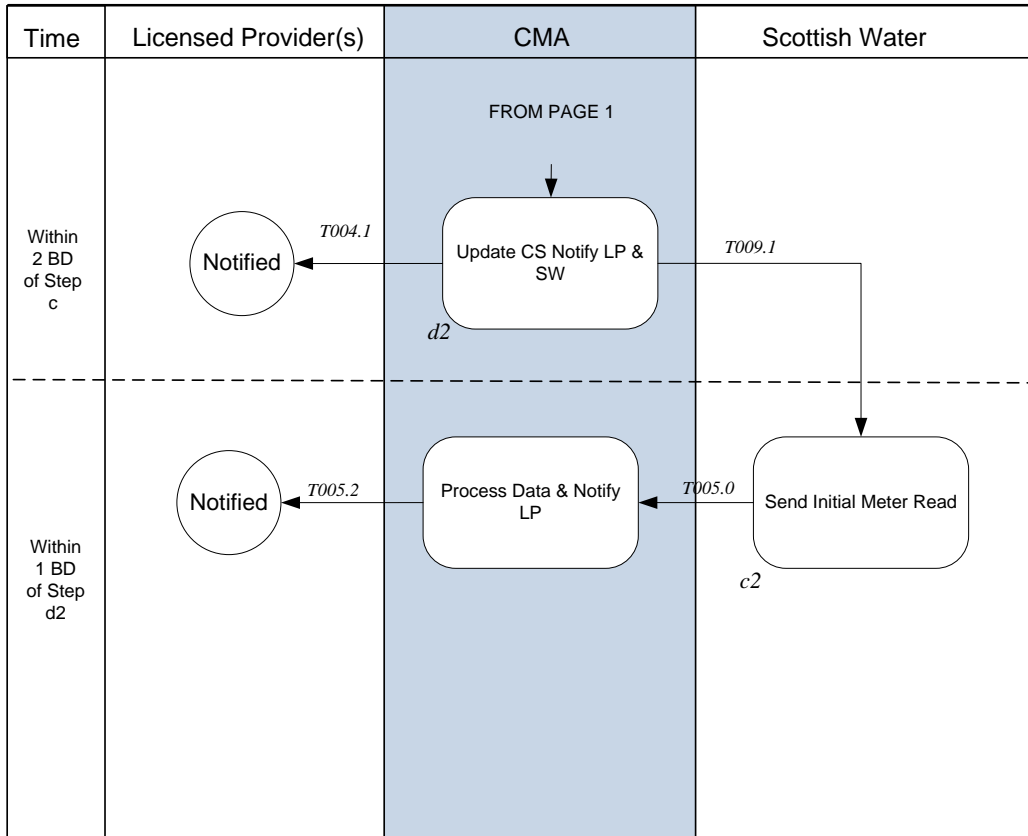 Time
Licensed Provider(s)
CMA
Scottish Water
FROM PAGE 1
Within
2 BD
of Step
c
Notified
T004.1
Update CS Notify LP &
SW
d2
T009.1
Within
1 BD
of Step
d2
Notified
T005.2
Process Data & Notify
LP
T005.0
Send Initial Meter Read
c2